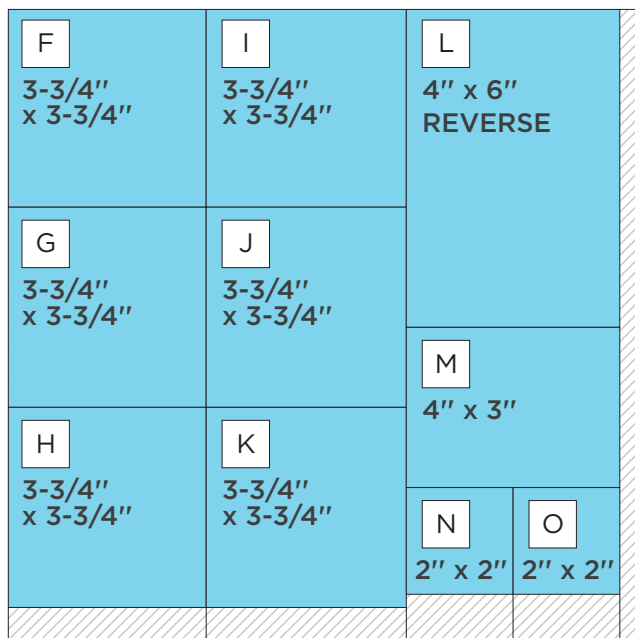 F
3-3/4"
x 3-3/4"
I
3-3/4"
x 3-3/4"
L
4" x 6"
REVERSE
G
3-3/4"
x 3-3/4"
J
3-3/4"
x 3-3/4"
M
4" x 3"
H
3-3/4"
x 3-3/4"
K
3-3/4"
x 3-3/4"
N
2" x 2"
O
2" x 2"